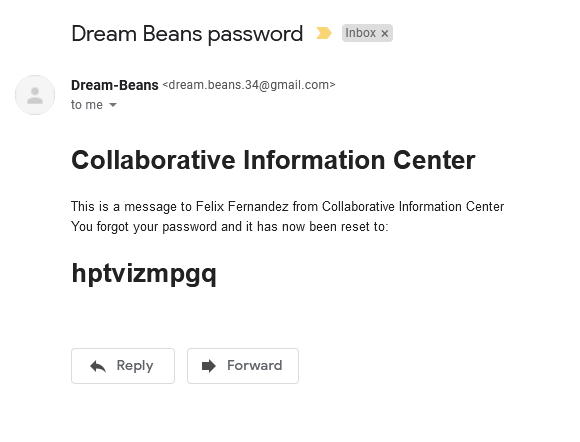 Dream Beans password
Inbox ×
Dream-Beans <dream.beans.34@gmail.com>
to me
Collaborative Information Center
This is a message to Felix Fernandez from Collaborative Information Center
You forgot your password and it has now been reset to:
hptvizmpgq
Reply
Forward